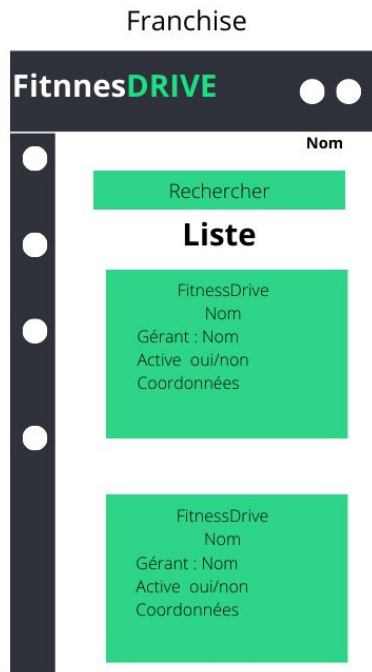 Franchise
FitnnesDRIVE
Nom
Rechercher
Liste
FitnessDrive
Nom
Gérant : Nom
Active oui/non
Coordonnées
FitnessDrive
Nom
Gérant : Nom
Active oui/non
Coordonnées